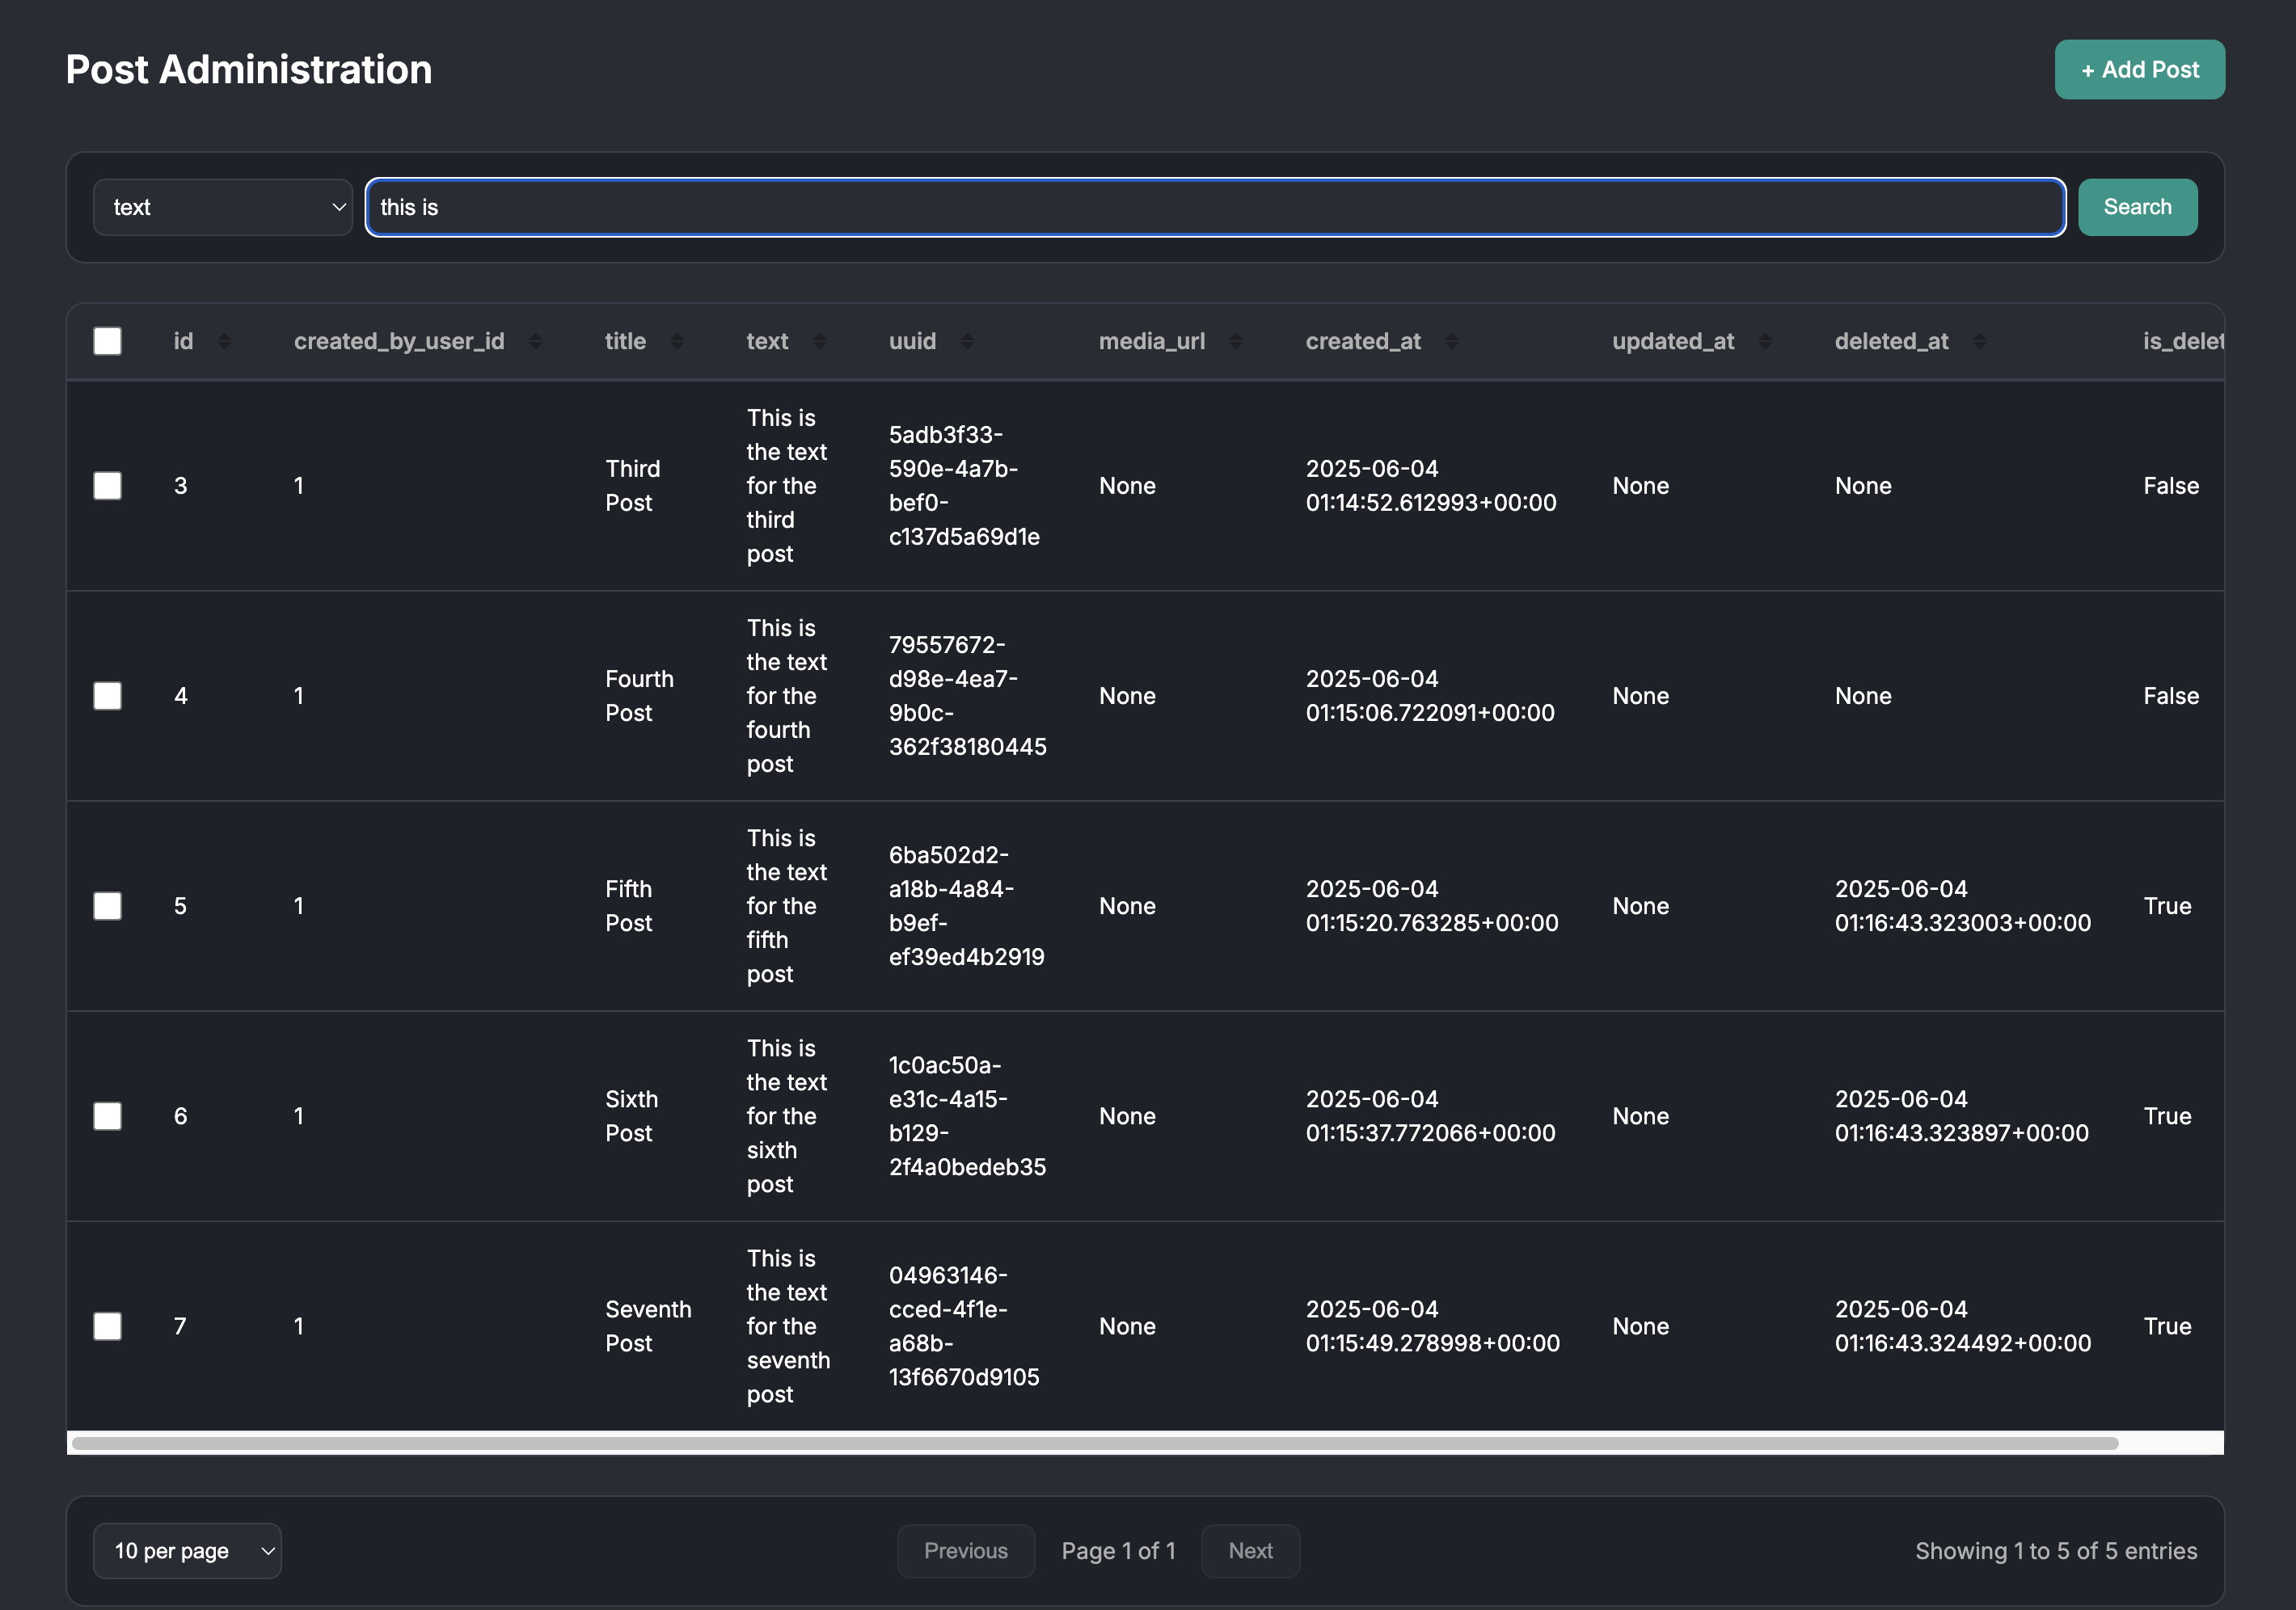 Post Administration
+ Add Post
text
this is
Search
id created_by_user_id title text uuid media_url created_at updated_at deleted_at is_delet
3 1 Third Post This is the text for the third post 5adb3f33-590e-4a7b-bef0-c137d5a69d1e None 2025-06-04 01:14:52.612993+00:00 None None False
4 1 Fourth Post This is the text for the fourth post 79557672-d98e-4ea7-9b0c-362f38180445 None 2025-06-04 01:15:06.722091+00:00 None None False
5 1 Fifth Post This is the text for the fifth post 6ba502d2-a18b-4a84-b9ef-ef39ed4b2919 None 2025-06-04 01:15:20.763285+00:00 None 2025-06-04 01:16:43.323003+00:00 True
6 1 Sixth Post This is the text for the sixth post 1c0ac50a-e31c-4a15-b129-2f4a0bedeb35 None 2025-06-04 01:15:37.772066+00:00 None 2025-06-04 01:16:43.323897+00:00 True
7 1 Seventh Post This is the text for the seventh post 04963146-cced-4f1e-a68b-13f6670d9105 None 2025-06-04 01:15:49.278998+00:00 None 2025-06-04 01:16:43.324492+00:00 True
10 per page
Previous
Page 1 of 1
Next
Showing 1 to 5 of 5 entries